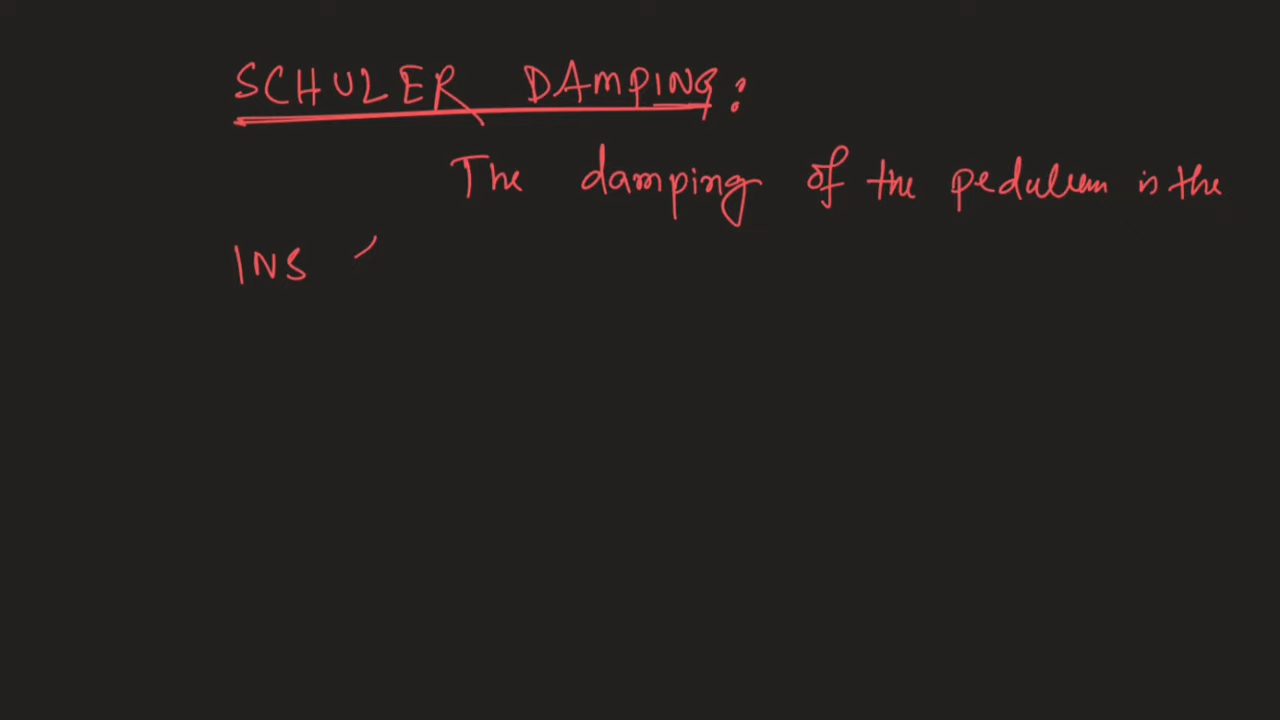 SCHULER DAMPING:
The damping of the pedulum is the
INS